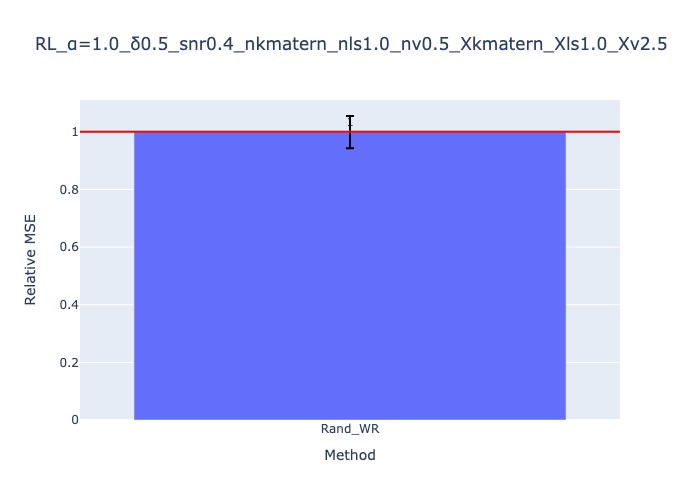 RL_α=1.0_δ0.5_snr0.4_nkmatern_nls1.0_nv0.5_Xkmatern_Xls1.0_Xv2.5
1
1
0.8
0.6
0.4
0.2
0
Relative MSE
Rand_WR
Method